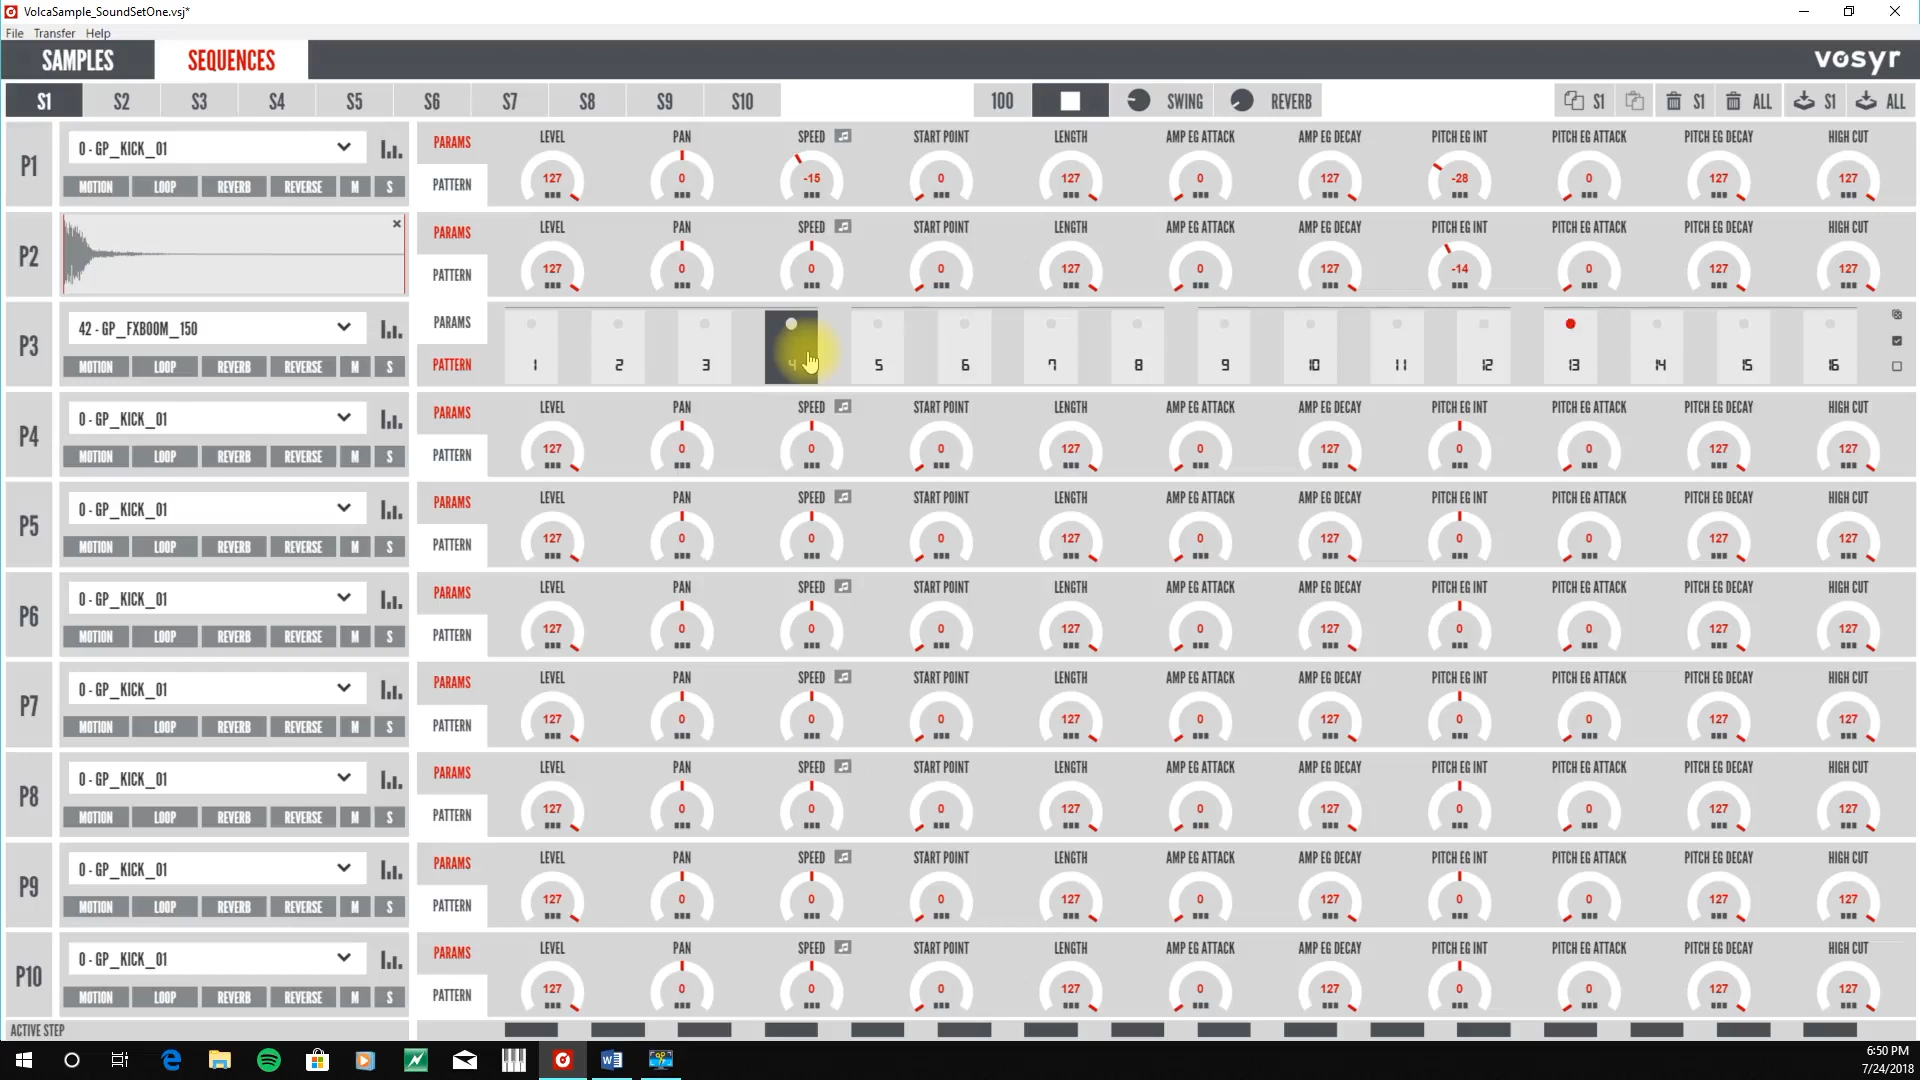 VolcaSample_SoundSetOne.vsj*
File Transfer Help
SAMPLES SEQUENCES vosyr
S1 S2 S3 S4 S5 S6 S7 S8 S9 S10 100 SWING REVERB S1 S1 ALL S1 ALL
P1 0 - GP_KICK_01 PARAMS LEVEL PAN SPEED START POINT LENGTH AMP EG ATTACK AMP EG DECAY PITCH EG INT PITCH EG ATTACK PITCH EG DECAY HIGH CUT
127 0 -15 0 127 0 127 -28 0 127 127
MOTION LOOP REVERB REVERSE M S PATTERN
P2 PARAMS LEVEL PAN SPEED START POINT LENGTH AMP EG ATTACK AMP EG DECAY PITCH EG INT PITCH EG ATTACK PITCH EG DECAY HIGH CUT
127 0 0 0 127 0 127 -14 0 127 127
PATTERN
P3 42 - GP_FXBOOM_150 PARAMS
MOTION LOOP REVERB REVERSE M S PATTERN 1 2 3 4 5 6 7 8 9 10 11 12 13 14 15 16
P4 0 - GP_KICK_01 PARAMS LEVEL PAN SPEED START POINT LENGTH AMP EG ATTACK AMP EG DECAY PITCH EG INT PITCH EG ATTACK PITCH EG DECAY HIGH CUT
127 0 0 0 127 0 127 0 0 127 127
MOTION LOOP REVERB REVERSE M S PATTERN
P5 0 - GP_KICK_01 PARAMS LEVEL PAN SPEED START POINT LENGTH AMP EG ATTACK AMP EG DECAY PITCH EG INT PITCH EG ATTACK PITCH EG DECAY HIGH CUT
127 0 0 0 127 0 127 0 0 127 127
MOTION LOOP REVERB REVERSE M S PATTERN
P6 0 - GP_KICK_01 PARAMS LEVEL PAN SPEED START POINT LENGTH AMP EG ATTACK AMP EG DECAY PITCH EG INT PITCH EG ATTACK PITCH EG DECAY HIGH CUT
127 0 0 0 127 0 127 0 0 127 127
MOTION LOOP REVERB REVERSE M S PATTERN
P7 0 - GP_KICK_01 PARAMS LEVEL PAN SPEED START POINT LENGTH AMP EG ATTACK AMP EG DECAY PITCH EG INT PITCH EG ATTACK PITCH EG DECAY HIGH CUT
127 0 0 0 127 0 127 0 0 127 127
MOTION LOOP REVERB REVERSE M S PATTERN
P8 0 - GP_KICK_01 PARAMS LEVEL PAN SPEED START POINT LENGTH AMP EG ATTACK AMP EG DECAY PITCH EG INT PITCH EG ATTACK PITCH EG DECAY HIGH CUT
127 0 0 0 127 0 127 0 0 127 127
MOTION LOOP REVERB REVERSE M S PATTERN
P9 0 - GP_KICK_01 PARAMS LEVEL PAN SPEED START POINT LENGTH AMP EG ATTACK AMP EG DECAY PITCH EG INT PITCH EG ATTACK PITCH EG DECAY HIGH CUT
127 0 0 0 127 0 127 0 0 127 127
MOTION LOOP REVERB REVERSE M S PATTERN
P10 0 - GP_KICK_01 PARAMS LEVEL PAN SPEED START POINT LENGTH AMP EG ATTACK AMP EG DECAY PITCH EG INT PITCH EG ATTACK PITCH EG DECAY HIGH CUT
127 0 0 0 127 0 127 0 0 127 127
MOTION LOOP REVERB REVERSE M S PATTERN
ACTIVE STEP
6:50 PM
7/24/2018